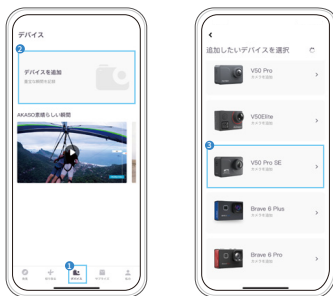 デバイス
2
デバイスを追加
AKASO素晴らしい瞬間
1
追加したいデバイスを選択
V50 Pro
カメラを追加
V50Elite
カメラを追加
3
V50 Pro SE
カメラを追加
Brave 6 Plus
カメラを追加
Brave 6 Pro
カメラを追加